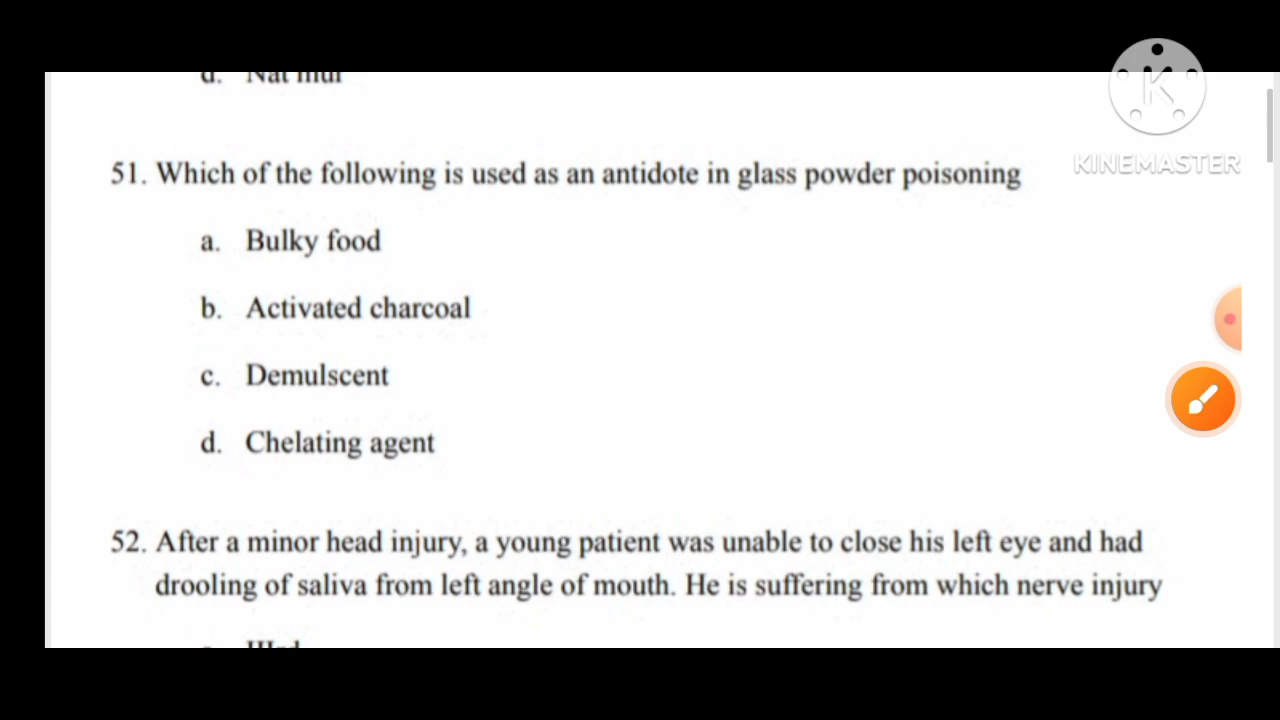 d. Nat mur
KINEMASTER
51. Which of the following is used as an antidote in glass powder poisoning
a. Bulky food
b. Activated charcoal
c. Demulscent
d. Chelating agent
52. After a minor head injury, a young patient was unable to close his left eye and had
drooling of saliva from left angle of mouth. He is suffering from which nerve injury